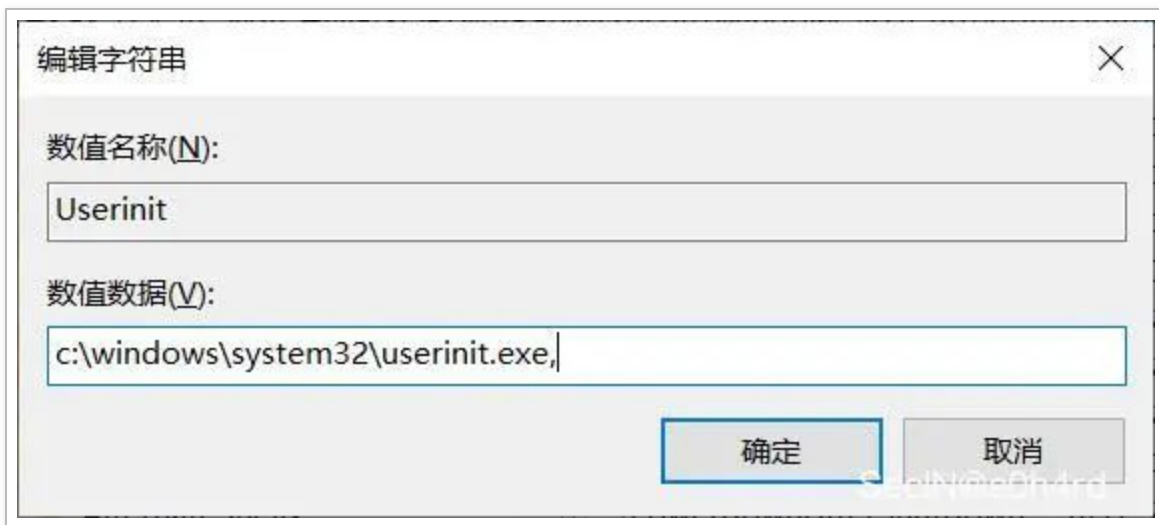 编辑字符串
数值名称(N):
Userinit
数值数据(V):
c:\windows\system32\userinit.exe,
确定
取消